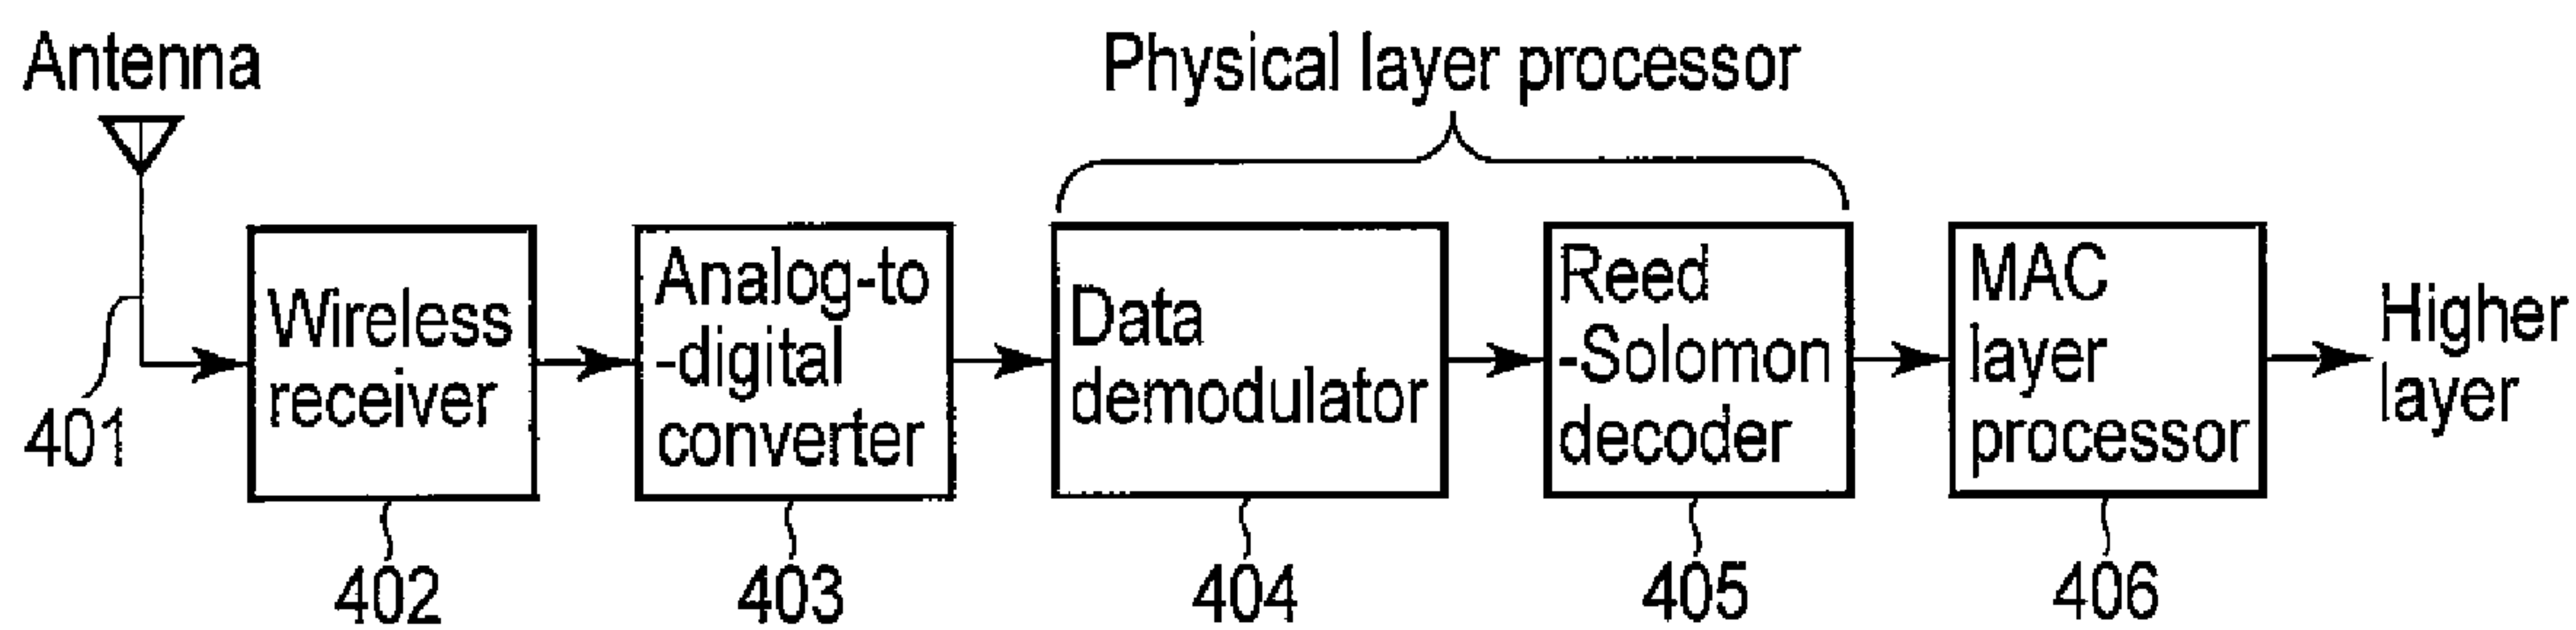 Antenna
Physical layer processor
401
Wireless
receiver
402
Analog-to
-digital
converter
403
Data
demodulator
404
Reed
-Solomon
decoder
405
MAC
layer
processor
406
Higher
layer